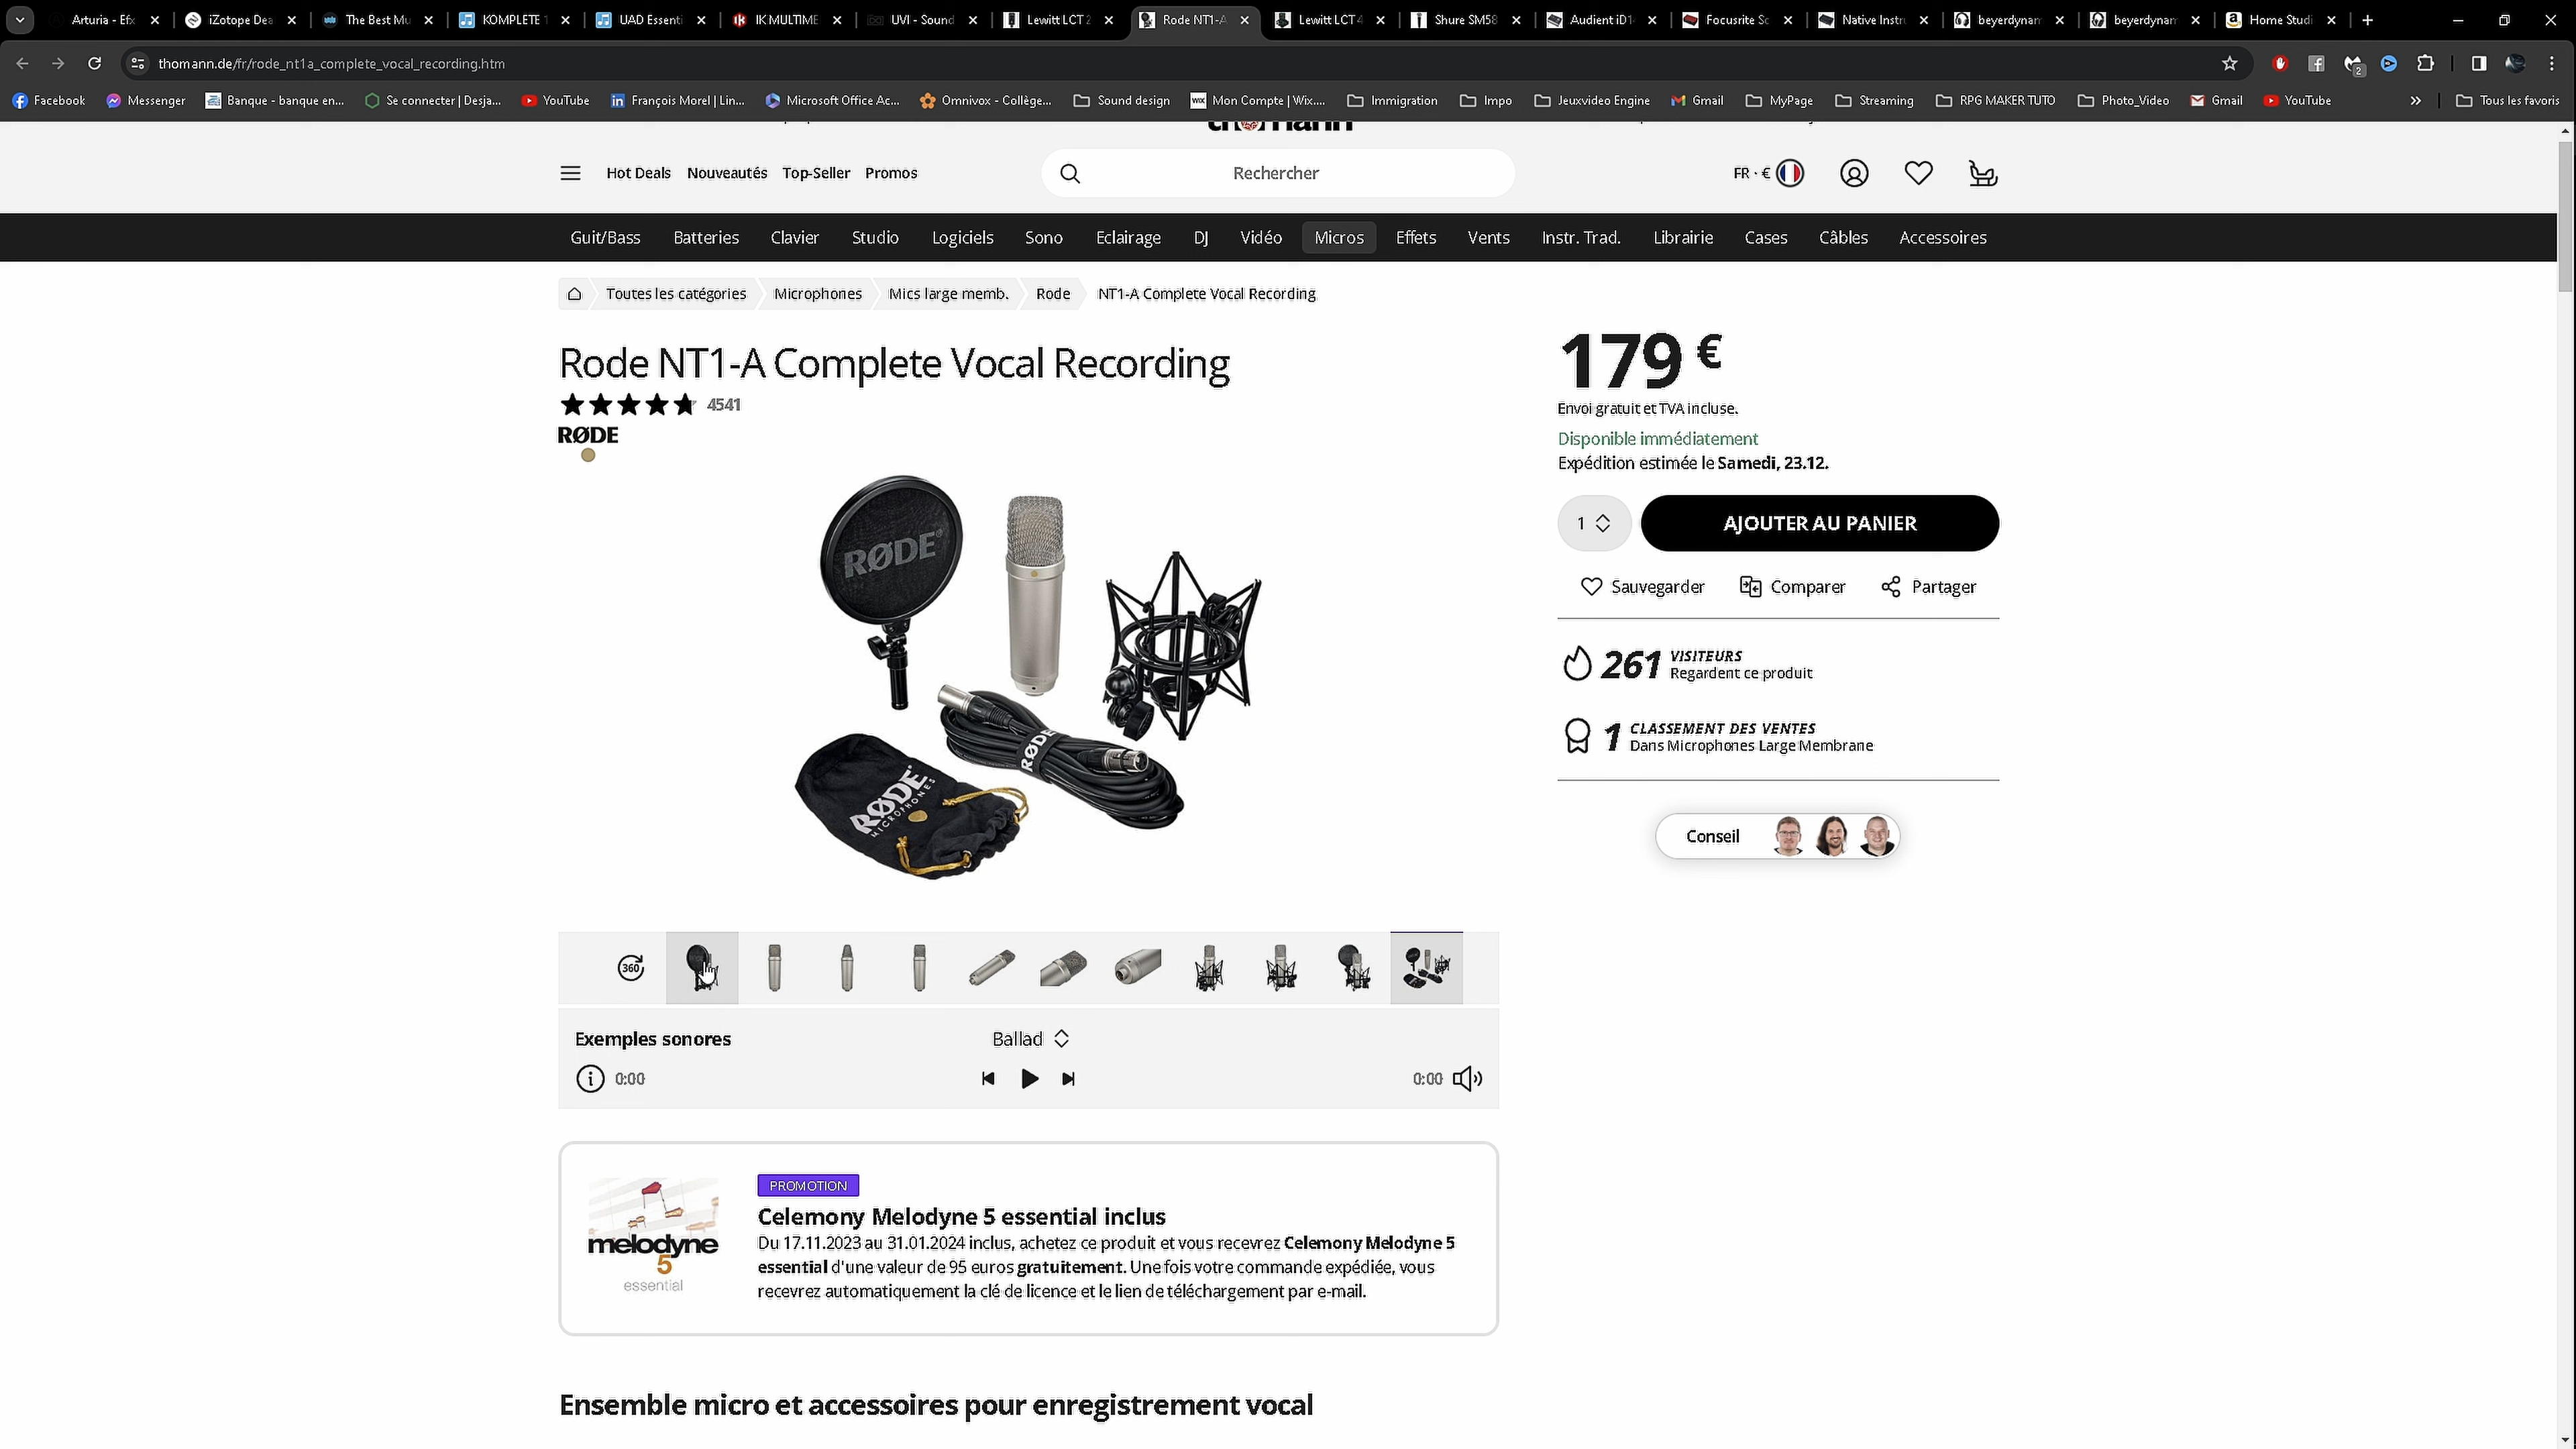 Arturia - Efx
iZotope Dea
The Best Mu
KOMPLETE 1
UAD Essenti
IK MULTIME
UVI - Sound
Lewitt LCT 2
Rode NT1-A
Lewitt LCT 4
Shure SM58
Audient iD1
Focusrite Sc
Native Instru
beyerdynam
beyerdynam
Home Studi
thomann.de/fr/rode_nt1a_complete_vocal_recording.htm
2
Facebook
Messenger
Banque - banque en...
Se connecter | Desja...
YouTube
François Morel | Lin...
Microsoft Office Ac...
Omnivox - Collège...
Sound design
WIX
Mon Compte | Wix....
Immigration
Impo
Jeuxvideo Engine
Gmail
MyPage
Streaming
RPG MAKER TUTO
Photo_Video
Gmail
YouTube
Tous les favoris
thomann
Hot Deals Nouveautés Top-Seller Promos
Rechercher
FR · €
Guit/Bass Batteries Clavier Studio Logiciels Sono Eclairage DJ Vidéo Micros Effets Vents Instr. Trad. Librairie Cases Câbles Accessoires
Toutes les catégories Microphones Mics large memb. Rode NT1-A Complete Vocal Recording
Rode NT1-A Complete Vocal Recording
4541
RØDE
RØDE
RØDE
RØDE
MICROPHONES
179 €
Envoi gratuit et TVA incluse.
Disponible immédiatement
Expédition estimée le Samedi, 23.12.
1
AJOUTER AU PANIER
Sauvegarder Comparer Partager
261 VISITEURS
Regardent ce produit
1 CLASSEMENT DES VENTES
Dans Microphones Large Membrane
Conseil
360
Exemples sonores
Ballad
0:00
0:00
PROMOTION
Celemony Melodyne 5 essential inclus
Du 17.11.2023 au 31.01.2024 inclus, achetez ce produit et vous recevrez Celemony Melodyne 5
essential d'une valeur de 95 euros gratuitement. Une fois votre commande expédiée, vous
recevrez automatiquement la clé de licence et le lien de téléchargement par e-mail.
melodyne
5
essential
Ensemble micro et accessoires pour enregistrement vocal